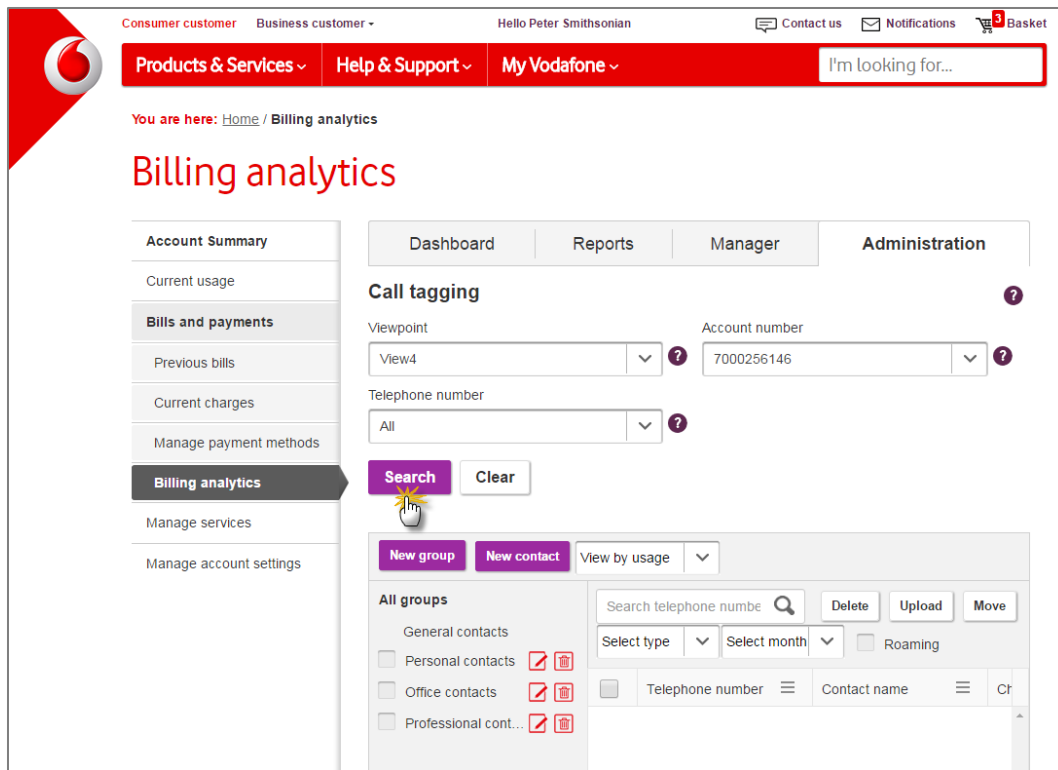 Consumer customer Business customer Hello Peter Smithsonian Contact us Notifications 3 Basket
Products & Services Help & Support My Vodafone I'm looking for...
You are here: Home / Billing analytics
Billing analytics
Account Summary
Current usage
Bills and payments
Previous bills
Current charges
Manage payment methods
Billing analytics
Manage services
Manage account settings
Dashboard Reports Manager Administration
Call tagging ?
Viewpoint Account number
View4 ? 7000256146 ?
Telephone number
All ?
Search Clear
New group New contact View by usage
All groups
General contacts
Personal contacts
Office contacts
Professional cont...
Search telephone numbe Delete Upload Move
Select type Select month Roaming
Telephone number Contact name Ch